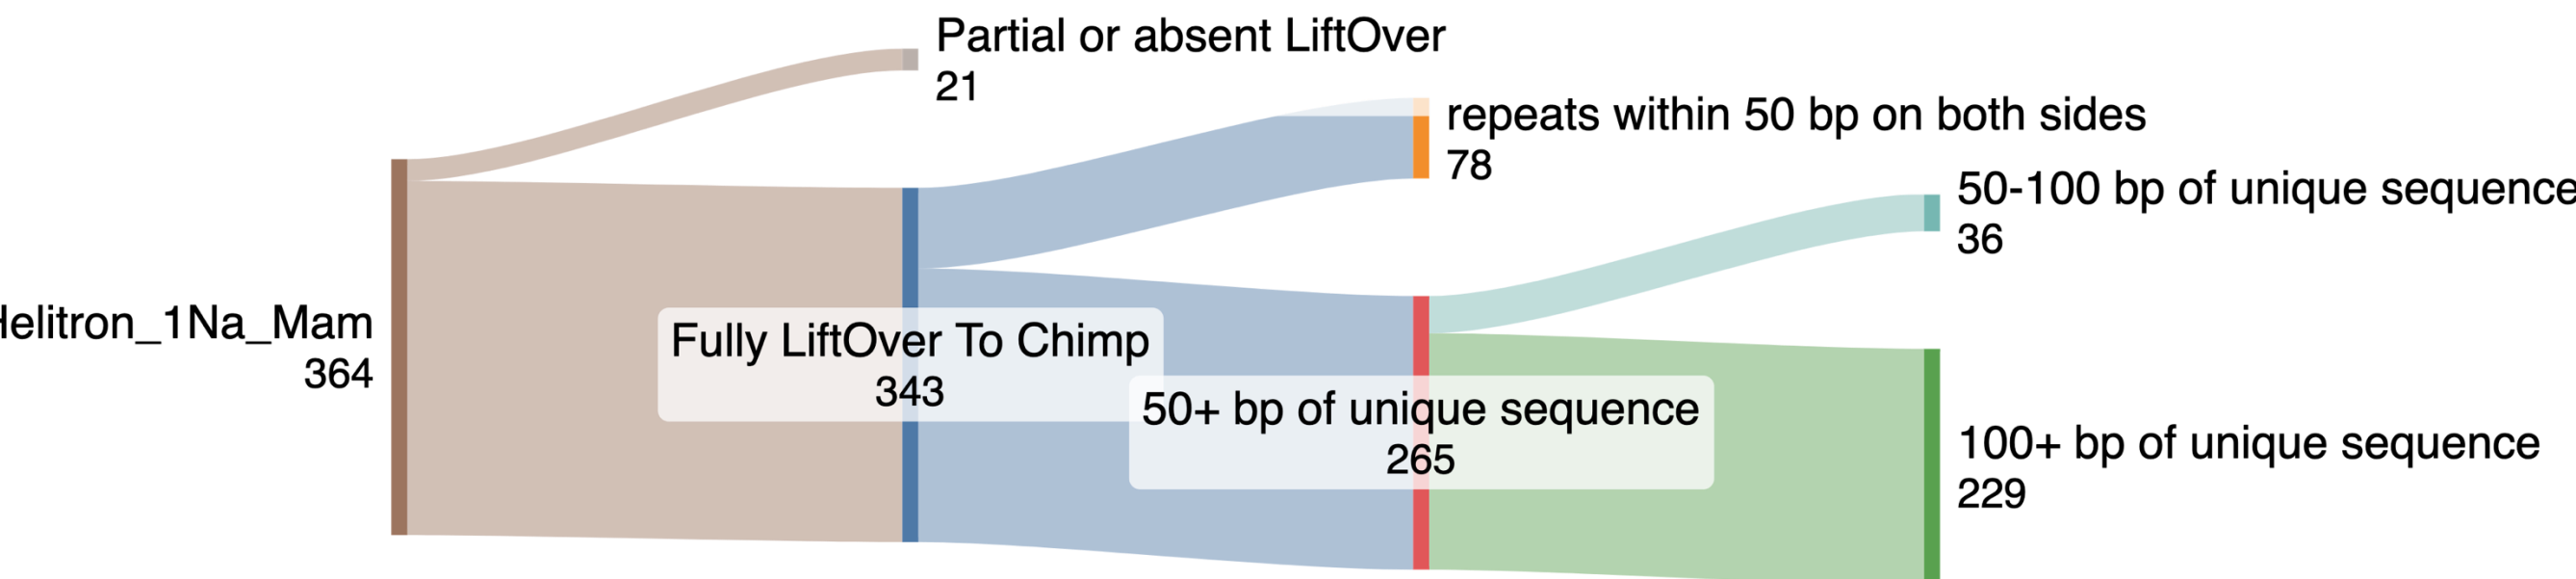 Partial or absent LiftOver
21
repeats within 50 bp on both sides
78
50-100 bp of unique sequence
36
Helitron_1Na_Mam
364
Fully LiftOver To Chimp
343
50+ bp of unique sequence
265
100+ bp of unique sequence
229